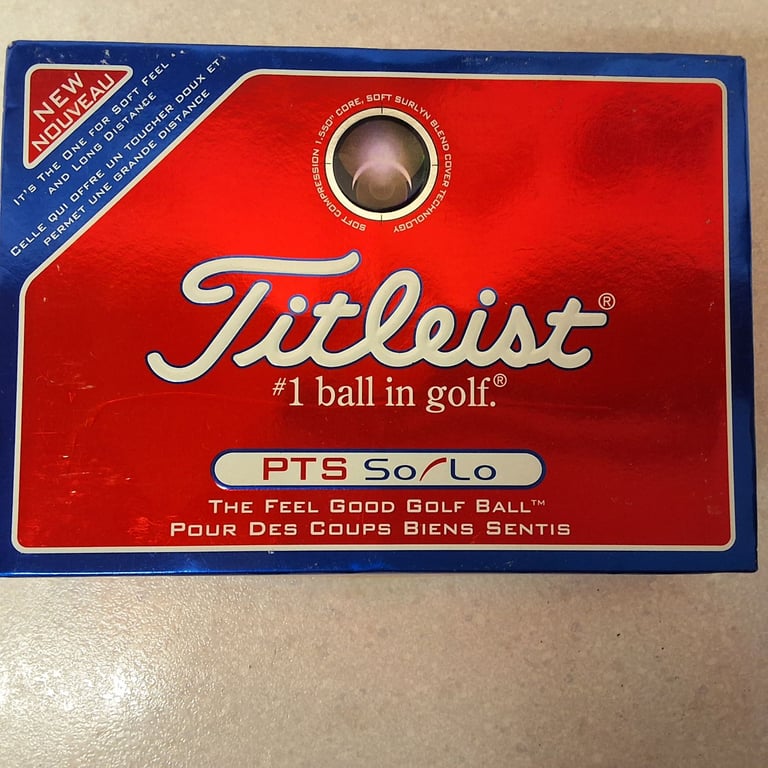 NEW
NOUVEAU
IT'S THE ONE FOR SOFT FEEL
AND LONG DISTANCE
CELLE QUI OFFRE UN TOUCHER DOUX ET
PERMET UNE GRANDE DISTANCE
SOFT COMPRESSION 1.550" CORE, SOFT SURLYN BLEND COVER TECHNOLOGY
Titleist®
#1 ball in golf.®
PTS So/Lo
THE FEEL GOOD GOLF BALL™
POUR DES COUPS BIENS SENTIS